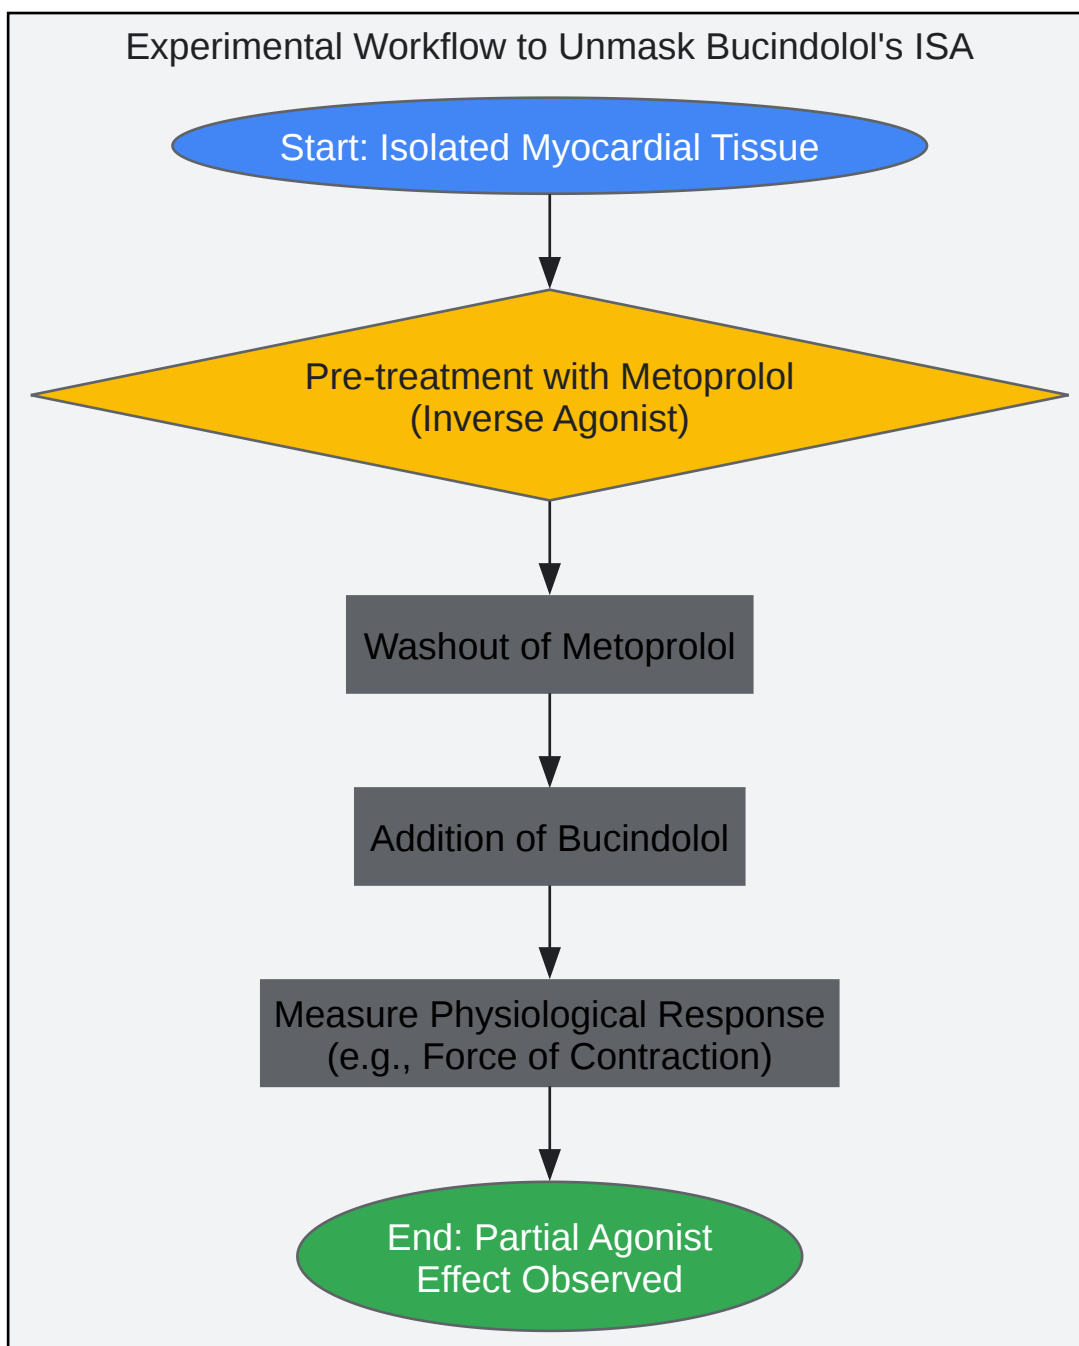 Experimental Workflow to Unmask Bucindolol's ISA
Start: Isolated Myocardial Tissue
Pre-treatment with Metoprolol
(Inverse Agonist)
Washout of Metoprolol
Addition of Bucindolol
Measure Physiological Response
(e.g., Force of Contraction)
End: Partial Agonist
Effect Observed